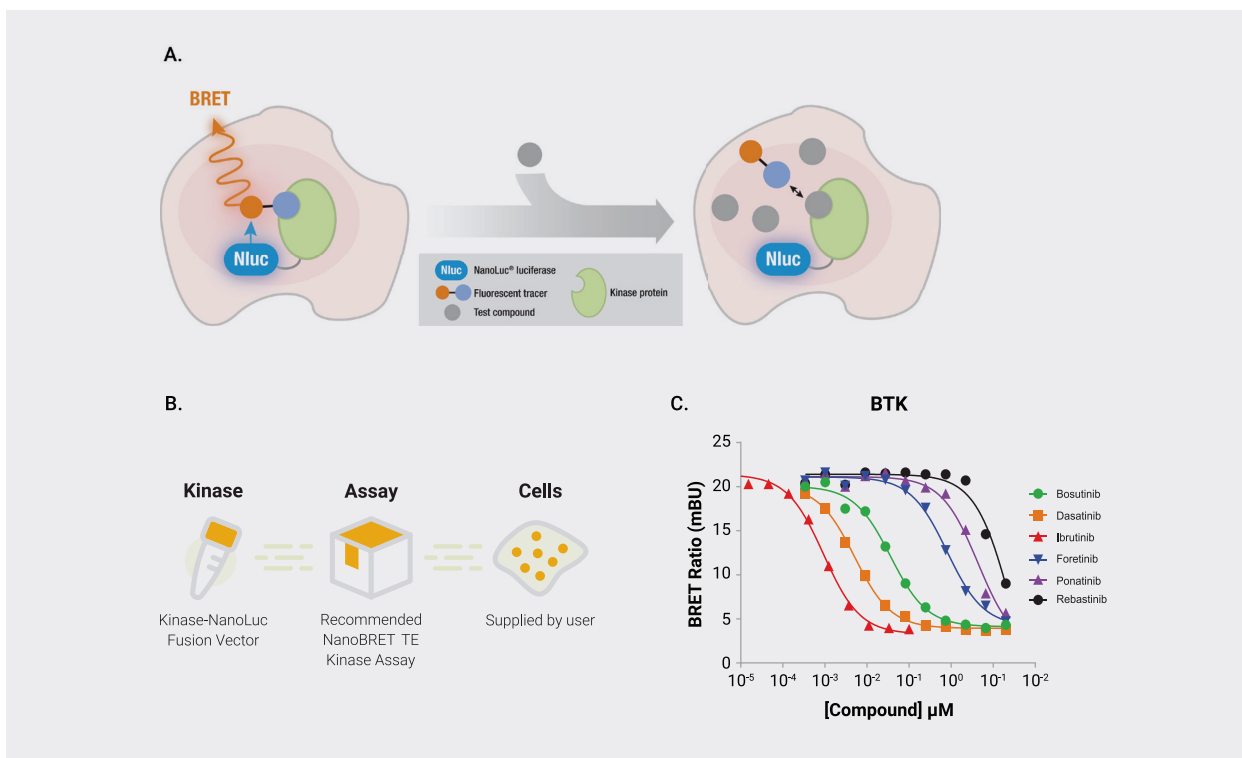 A.
BRET
Nluc
Nluc
Nluc NanoLuc® luciferase
Fluorescent tracer
Kinase protein
Test compound
B.
Kinase
Assay
Cells
Kinase-NanoLuc
Fusion Vector
Recommended
NanoBRET TE
Kinase Assay
Supplied by user
C.
BTK
BRET Ratio (mBU)
25
20
15
10
5
0
10⁻⁵ 10⁻⁴ 10⁻³ 10⁻² 10⁻¹ 10⁰ 10⁻¹ 10⁻²
[Compound] µM
Bosutinib
Dasatinib
Ibrutinib
Foretinib
Ponatinib
Rebastinib